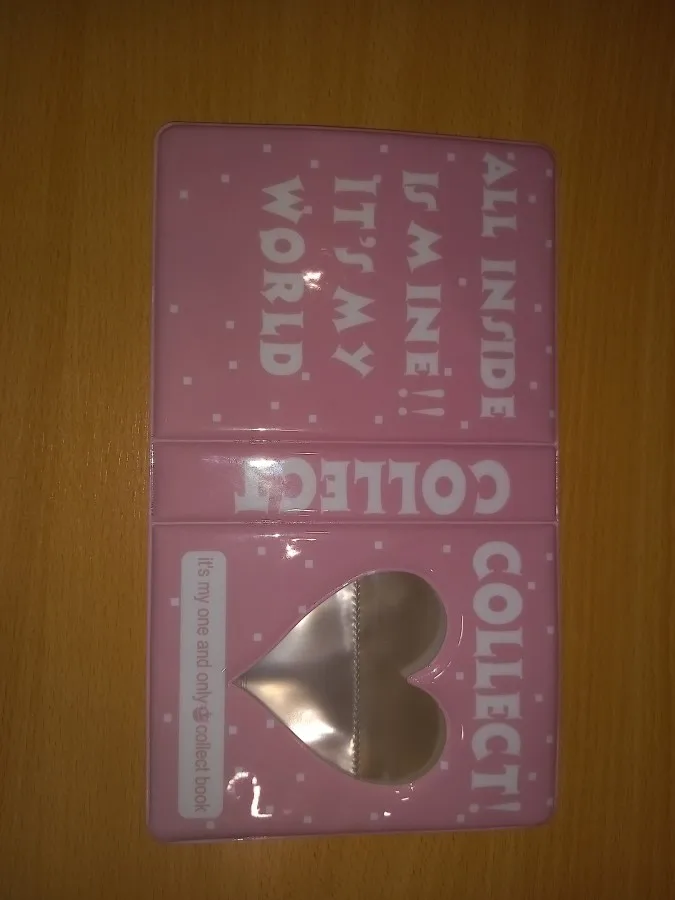 ALL INSIDE
IS MINE!!
IT'S MY
WORLD
COLLECT
COLLECT!
it's my one and only collect book